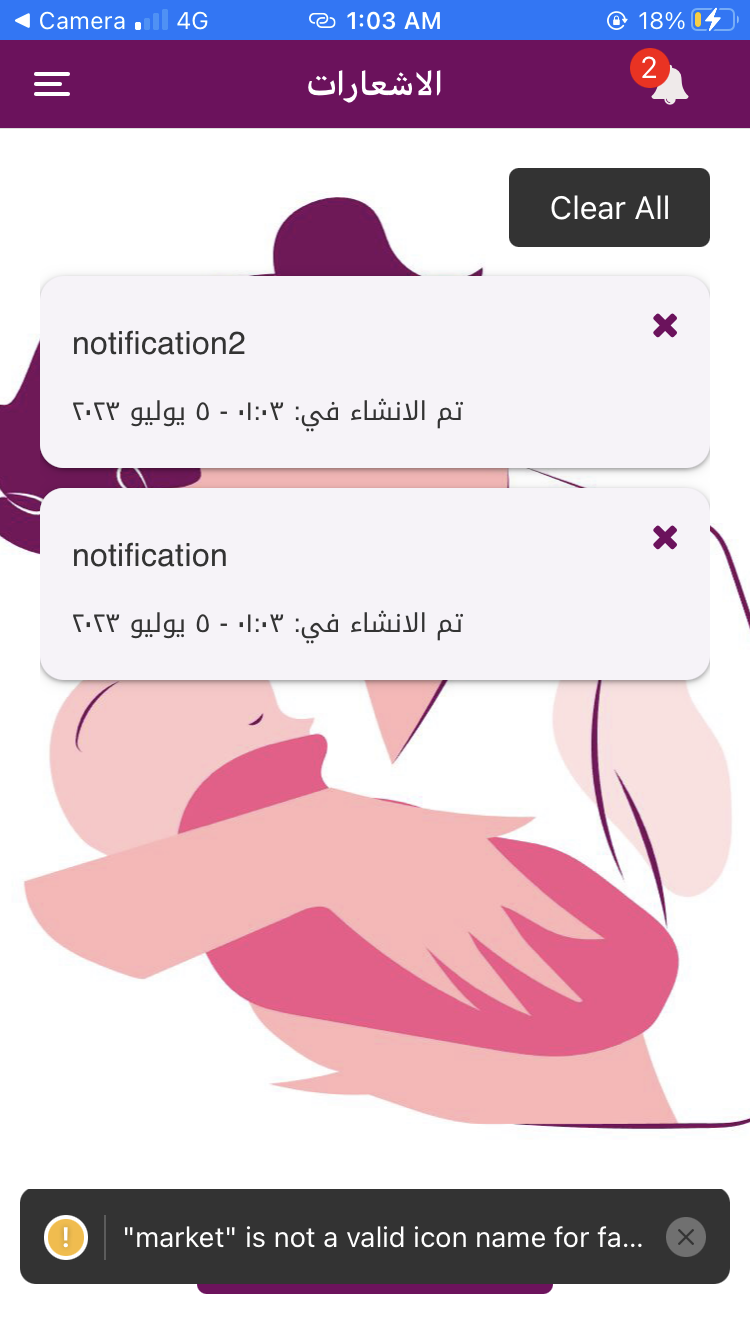 Camera 4G 1:03 AM 18%
الاشعارات
2
Clear All
notification2
تم الانشاء في: ٠١:٠٣ - ٥ يوليو ٢٠٢٣
notification
تم الانشاء في: ٠١:٠٣ - ٥ يوليو ٢٠٢٣
"market" is not a valid icon name for fa...